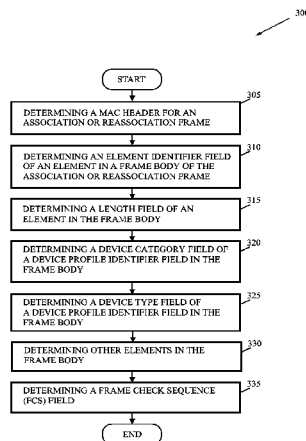 300
START
305
DETERMINING A MAC HEADER FOR AN
ASSOCIATION OR REASSOCIATION FRAME
310
DETERMINING AN ELEMENT IDENTIFIER FIELD
OF AN ELEMENT IN A FRAME BODY OF THE
ASSOCIATION OR REASSOCIATION FRAME
315
DETERMINING A LENGTH FIELD OF AN
ELEMENT IN THE FRAME BODY
320
DETERMINING A DEVICE CATEGORY FIELD OF
A DEVICE PROFILE IDENTIFIER FIELD IN THE
FRAME BODY
325
DETERMINING A DEVICE TYPE FIELD OF
A DEVICE PROFILE IDENTIFIER FIELD IN THE
FRAME BODY
330
DETERMINING OTHER ELEMENTS IN THE
FRAME BODY
335
DETERMINING A FRAME CHECK SEQUENCE
(FCS) FIELD
END